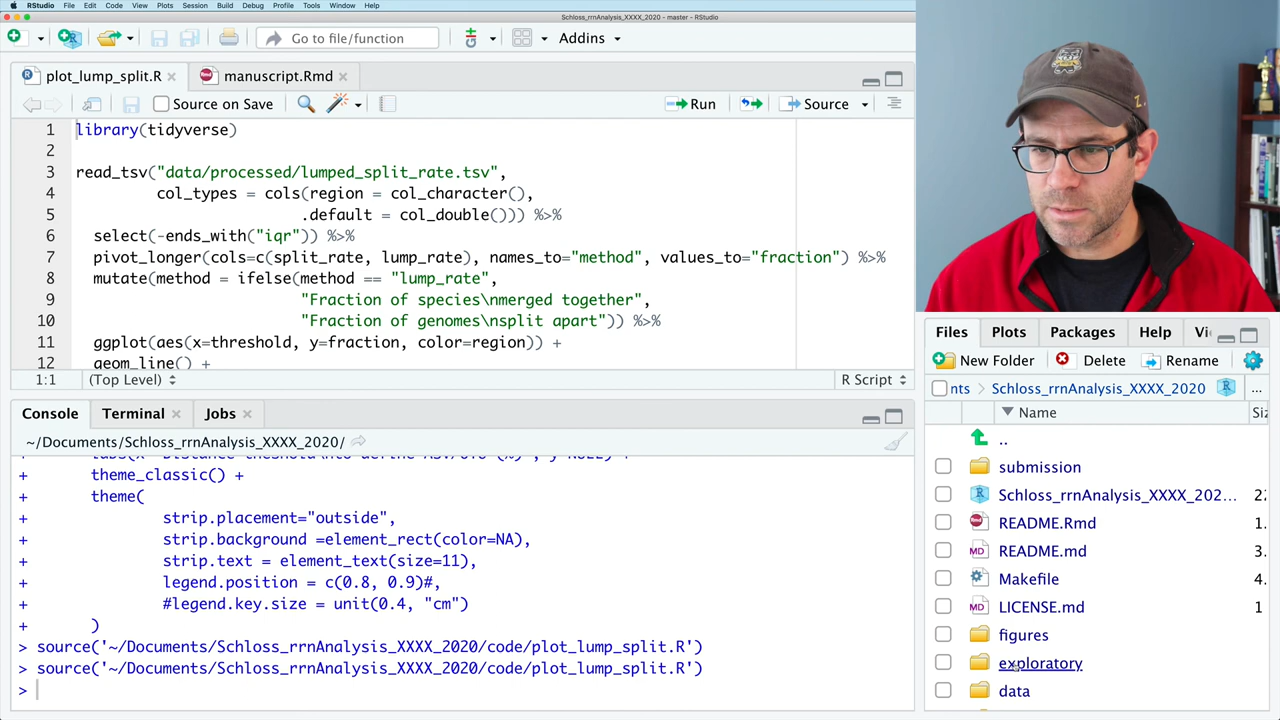 RStudio File Edit Code View Plots Session Build Debug Profile Tools Window Help
Schloss_rrnAnalysis_XXXX_2020 - master - RStudio
Go to file/function Addins
plot_lump_split.R manuscript.Rmd
Source on Save Run Source
1 library(tidyverse)
2
3 read_tsv("data/processed/lumped_split_rate.tsv",
4 col_types = cols(region = col_character(),
5 .default = col_double())) %>%
6 select(-ends_with("iqr")) %>%
7 pivot_longer(cols=c(split_rate, lump_rate), names_to="method", values_to="fraction") %>%
8 mutate(method = ifelse(method == "lump_rate",
9 "Fraction of species\nmerged together",
10 "Fraction of genomes\nsplit apart")) %>%
11 ggplot(aes(x=threshold, y=fraction, color=region)) +
12 geom_line() +
1:1 (Top Level) R Script
Console Terminal Jobs
~/Documents/Schloss_rrnAnalysis_XXXX_2020/
+ theme_classic() +
+ theme(
+ strip.placement="outside",
+ strip.background =element_rect(color=NA),
+ strip.text = element_text(size=11),
+ legend.position = c(0.8, 0.9)#,
+ #legend.key.size = unit(0.4, "cm")
+ )
> source('~/Documents/Schloss_rrnAnalysis_XXXX_2020/code/plot_lump_split.R')
> source('~/Documents/Schloss_rrnAnalysis_XXXX_2020/code/plot_lump_split.R')
>
Files Plots Packages Help Vi
New Folder Delete Rename
nts Schloss_rrnAnalysis_XXXX_2020 ...
Name Siz
..
submission
Schloss_rrnAnalysis_XXXX_202... 22
README.Rmd 1.
README.md 3.
Makefile 4.
LICENSE.md 1
figures
exploratory
data